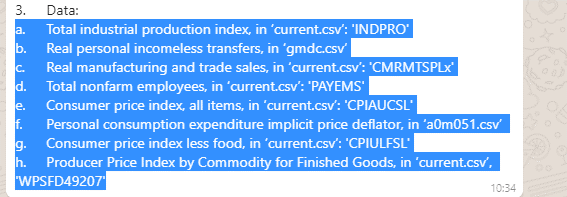 3. Data:
a. Total industrial production index, in ‘current.csv’: 'INDPRO'
b. Real personal incomeless transfers, in ‘gmdc.csv’
c. Real manufacturing and trade sales, in ‘current.csv’: 'CMRMTSPLx'
d. Total nonfarm employees, in ‘current.csv’: 'PAYEMS'
e. Consumer price index, all items, in ‘current.csv’: 'CPIAUCSL'
f. Personal consumption expenditure implicit price deflator, in ‘a0m051.csv’
g. Consumer price index less food, in ‘current.csv’: 'CPIULFSL'
h. Producer Price Index by Commodity for Finished Goods, in ‘current.csv’,
'WPSFD49207'
10:34